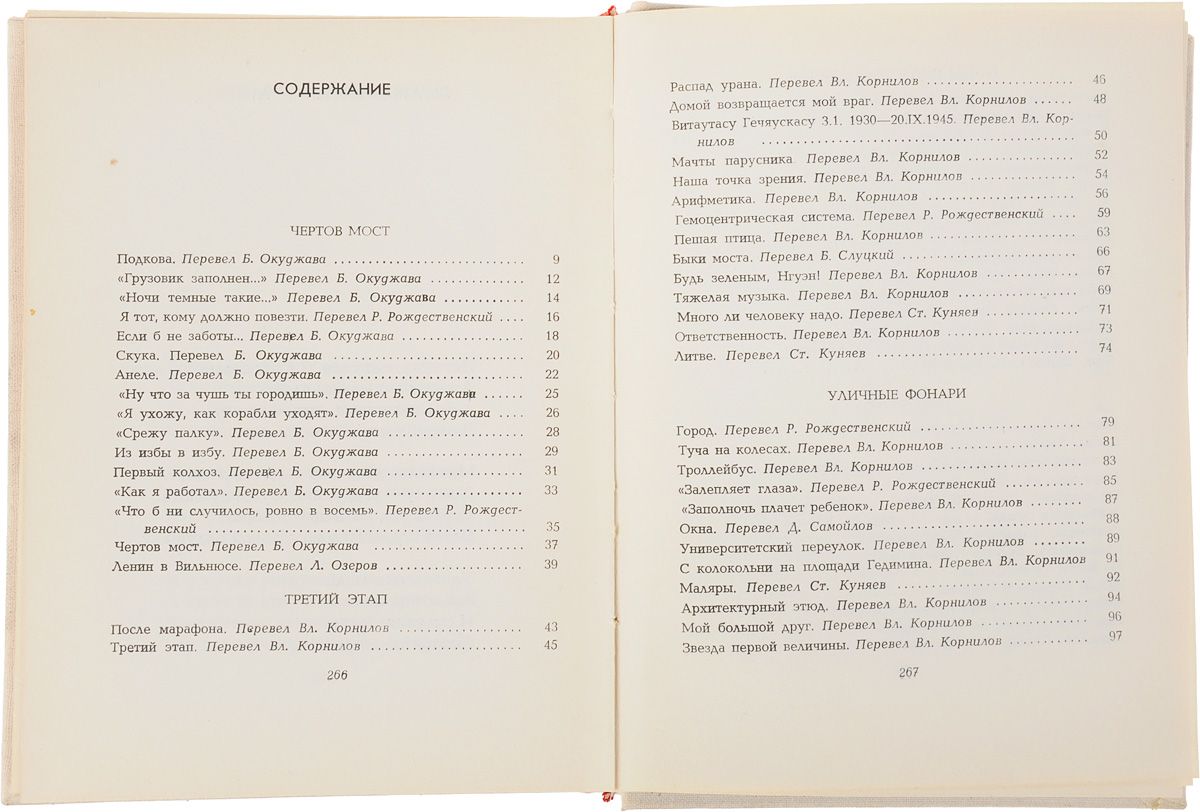 СОДЕРЖАНИЕ
ЧЕРТОВ МОСТ
Подкова. Перевел Б. Окуджава . . . . . . . . . . . . . . . . . . . . . . . . . . 9
«Грузовик заполнен...» Перевел Б. Окуджава . . . . . . . . . . . . . . 12
«Ночи темные такие...» Перевел Б. Окуджава . . . . . . . . . . . . 14
Я тот, кому должно повезти. Перевел Р. Рождественский . . . . 16
Если б не заботы... Перевел Б. Окуджава . . . . . . . . . . . . . . . . . 18
Скука. Перевел Б. Окуджава . . . . . . . . . . . . . . . . . . . . . . . . . . 20
Анеле. Перевел Б. Окуджава . . . . . . . . . . . . . . . . . . . . . . . . . . 22
«Ну что за чушь ты городишь». Перевел Б. Окуджава . . . . . . 25
«Я ухожу, как корабли уходят». Перевел Б. Окуджава . . . . 26
«Срежу палку». Перевел Б. Окуджава . . . . . . . . . . . . . . . . . . . 28
Из избы в избу. Перевел Б. Окуджава . . . . . . . . . . . . . . . . . . . 29
Первый колхоз. Перевел Б. Окуджава . . . . . . . . . . . . . . . . . . . 31
«Как я работал». Перевел Б. Окуджава . . . . . . . . . . . . . . . . . . . 33
«Что б ни случилось, ровно в восемь». Перевел Р. Рождест-
венский . . . . . . . . . . . . . . . . . . . . . . . . . . . . . . . . . . . . . . . . 35
Чертов мост. Перевел Б. Окуджава . . . . . . . . . . . . . . . . . . . . 37
Ленин в Вильнюсе. Перевел Л. Озеров . . . . . . . . . . . . . . . . . . . 39
ТРЕТИЙ ЭТАП
После марафона. Перевел Вл. Корнилов . . . . . . . . . . . . . . . . . 43
Третий этап. Перевел Вл. Корнилов . . . . . . . . . . . . . . . . . . . . . 45
266
Распад урана. Перевел Вл. Корнилов . . . . . . . . . . . . . . . . . . . 46
Домой возвращается мой враг. Перевел Вл. Корнилов . . . . . . 48
Витаутасу Гечяускасу 3.1. 1930—20.IX.1945. Перевел Вл. Кор-
нилов . . . . . . . . . . . . . . . . . . . . . . . . . . . . . . . . . . . . . . . . 50
Мачты парусника. Перевел Вл. Корнилов . . . . . . . . . . . . . . . 52
Наша точка зрения. Перевел Вл. Корнилов . . . . . . . . . . . . . . 54
Арифметика. Перевел Вл. Корнилов . . . . . . . . . . . . . . . . . . . 56
Гемоцентрическая система. Перевел Р. Рождественский . . . . 59
Пешая птица. Перевел Вл. Корнилов . . . . . . . . . . . . . . . . . . . 63
Быки моста. Перевел Б. Слуцкий . . . . . . . . . . . . . . . . . . . . . . 66
Будь зеленым, Нгуэн! Перевел Вл. Корнилов . . . . . . . . . . . . 67
Тяжелая музыка. Перевел Вл. Корнилов . . . . . . . . . . . . . . . . 69
Много ли человеку надо. Перевел Ст. Куняев . . . . . . . . . . . . 71
Ответственность. Перевел Вл. Корнилов . . . . . . . . . . . . . . . . . 73
Литве. Перевел Ст. Куняев . . . . . . . . . . . . . . . . . . . . . . . . . . 74
УЛИЧНЫЕ ФОНАРИ
Город. Перевел Р. Рождественский . . . . . . . . . . . . . . . . . . . . . 79
Туча на колесах. Перевел Вл. Корнилов . . . . . . . . . . . . . . . . . 81
Троллейбус. Перевел Вл. Корнилов . . . . . . . . . . . . . . . . . . . . 83
«Залепляет глаза». Перевел Р. Рождественский . . . . . . . . . . . 85
«Заполночь плачет ребенок». Перевел Вл. Корнилов . . . . . . . . 87
Окна. Перевел Д. Самойлов . . . . . . . . . . . . . . . . . . . . . . . . . . 88
Университетский переулок. Перевел Вл. Корнилов . . . . . . . . 89
С колокольни на площади Гедимина. Перевел Вл. Корнилов 91
Маляры. Перевел Ст. Куняев . . . . . . . . . . . . . . . . . . . . . . . . 92
Архитектурный этюд. Перевел Вл. Корнилов . . . . . . . . . . . . 94
Мой большой друг. Перевел Вл. Корнилов . . . . . . . . . . . . . . 96
Звезда первой величины. Перевел Вл. Корнилов . . . . . . . . . . 97
267